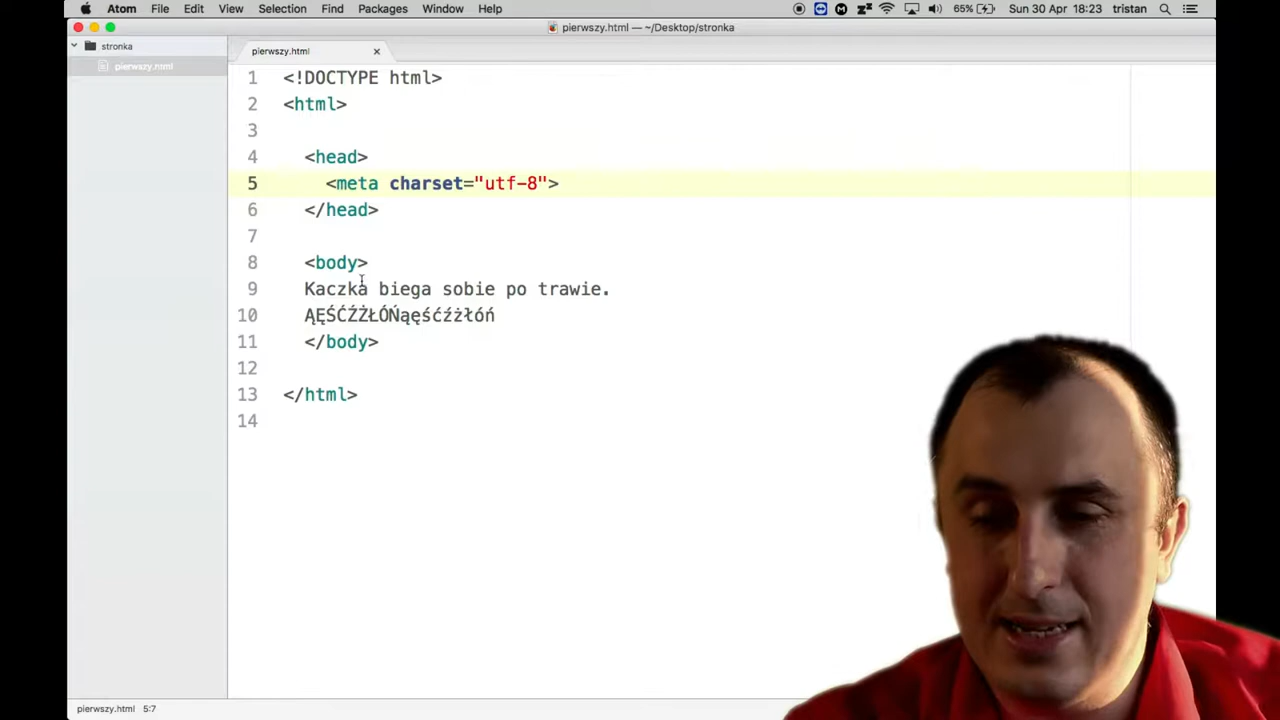 Atom File Edit View Selection Find Packages Window Help 65% Sun 30 Apr 18:23 tristan
pierwszy.html — ~/Desktop/stronka
stronka
pierwszy.html
pierwszy.html
1 <!DOCTYPE html>
2 <html>
3
4 <head>
5 <meta charset="utf-8">
6 </head>
7
8 <body>
9 Kaczka biega sobie po trawie.
10 ĄĘŚĆŹŻŁÓŃąęśćźżłóń
11 </body>
12
13 </html>
14
pierwszy.html 5:7